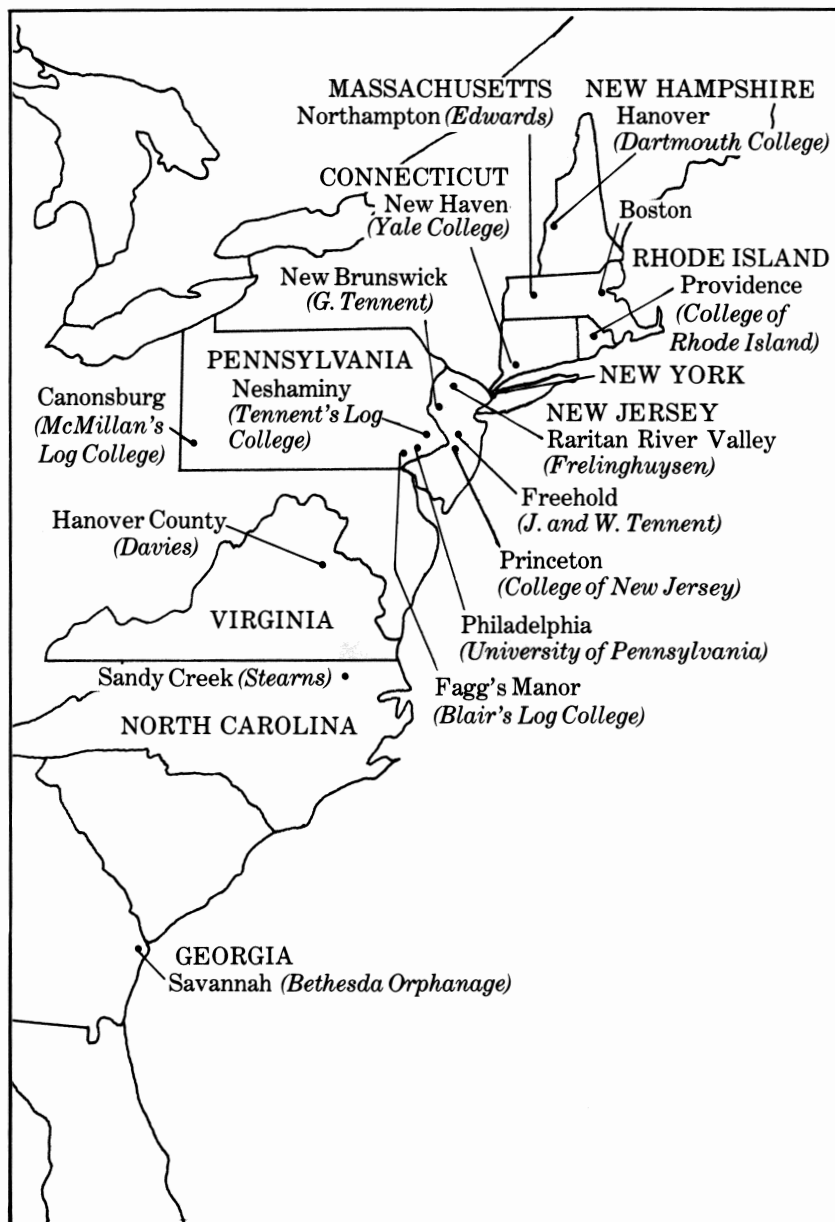 MASSACHUSETTS
Northampton (Edwards)
NEW HAMPSHIRE
Hanover
(Dartmouth College)
CONNECTICUT
New Haven
(Yale College)
Boston
RHODE ISLAND
Providence
(College of
Rhode Island)
New Brunswick
(G. Tennent)
PENNSYLVANIA
Neshaminy
(Tennent's Log
College)
Canonsburg
(McMillan's
Log College)
NEW YORK
NEW JERSEY
Raritan River Valley
(Frelinghuysen)
Freehold
(J. and W. Tennent)
Princeton
(College of New Jersey)
Hanover County
(Davies)
VIRGINIA
Philadelphia
(University of Pennsylvania)
Fagg's Manor
(Blair's Log College)
Sandy Creek (Stearns)
NORTH CAROLINA
GEORGIA
Savannah (Bethesda Orphanage)